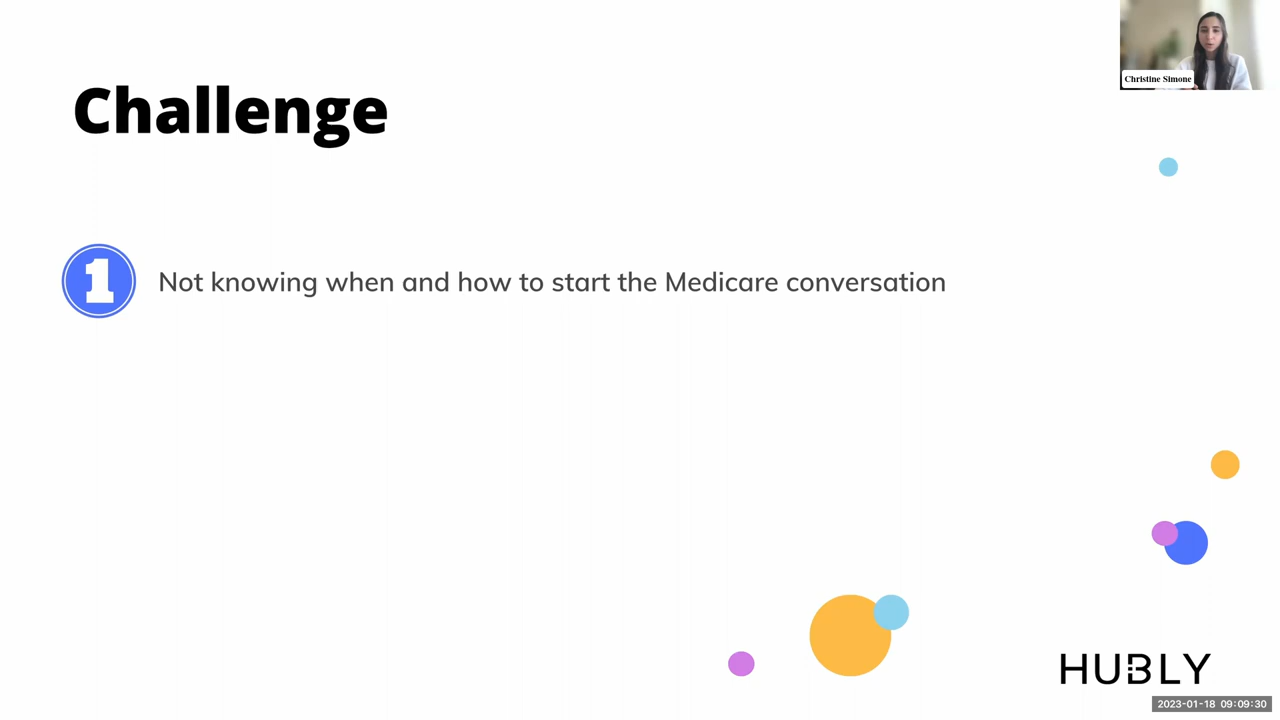 Christine Simone
Challenge
1
Not knowing when and how to start the Medicare conversation
HUBLY
2023-01-18 09:09:30